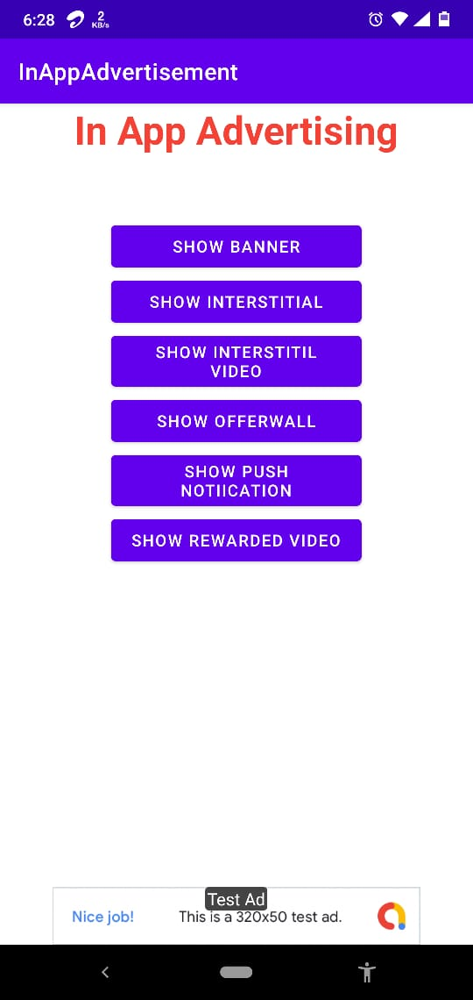 6:28 2 KB/s
InAppAdvertisement
In App Advertising
SHOW BANNER
SHOW INTERSTITIAL
SHOW INTERSTITIL
VIDEO
SHOW OFFERWALL
SHOW PUSH
NOTIICATION
SHOW REWARDED VIDEO
Test Ad
Nice job! This is a 320x50 test ad.